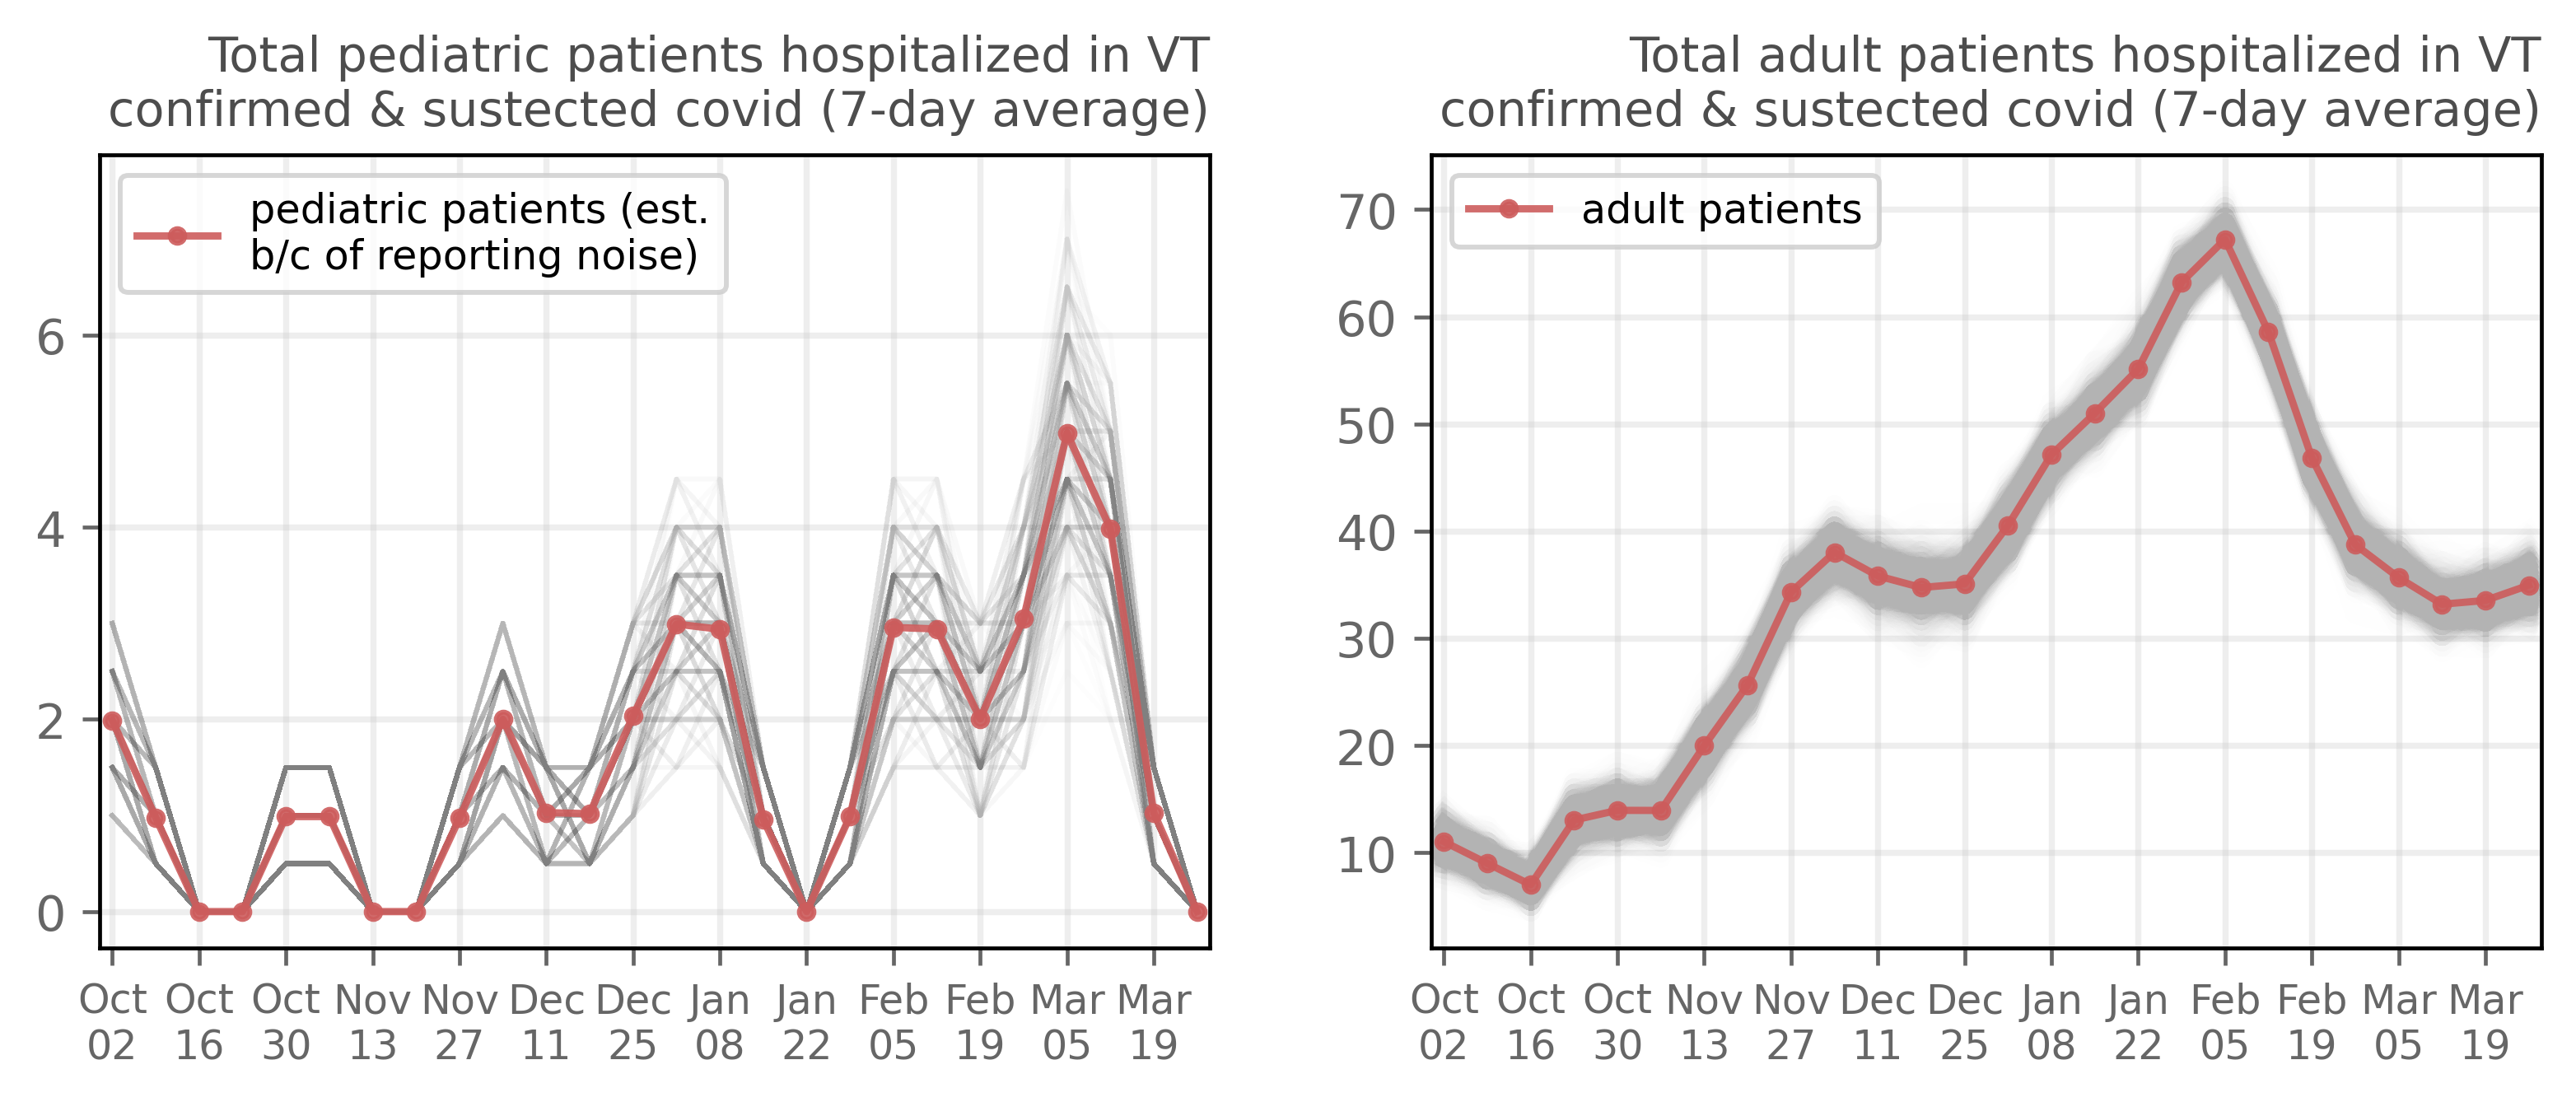 Total pediatric patients hospitalized in VT
confirmed & sustected covid (7-day average)
pediatric patients (est.
b/c of reporting noise)
6
4
2
0
Oct Oct Oct Nov Nov Dec Dec Jan Jan Feb Feb Mar Mar
02 16 30 13 27 11 25 08 22 05 19 05 19
Total adult patients hospitalized in VT
confirmed & sustected covid (7-day average)
adult patients
70
60
50
40
30
20
10
Oct Oct Oct Nov Nov Dec Dec Jan Jan Feb Feb Mar Mar
02 16 30 13 27 11 25 08 22 05 19 05 19